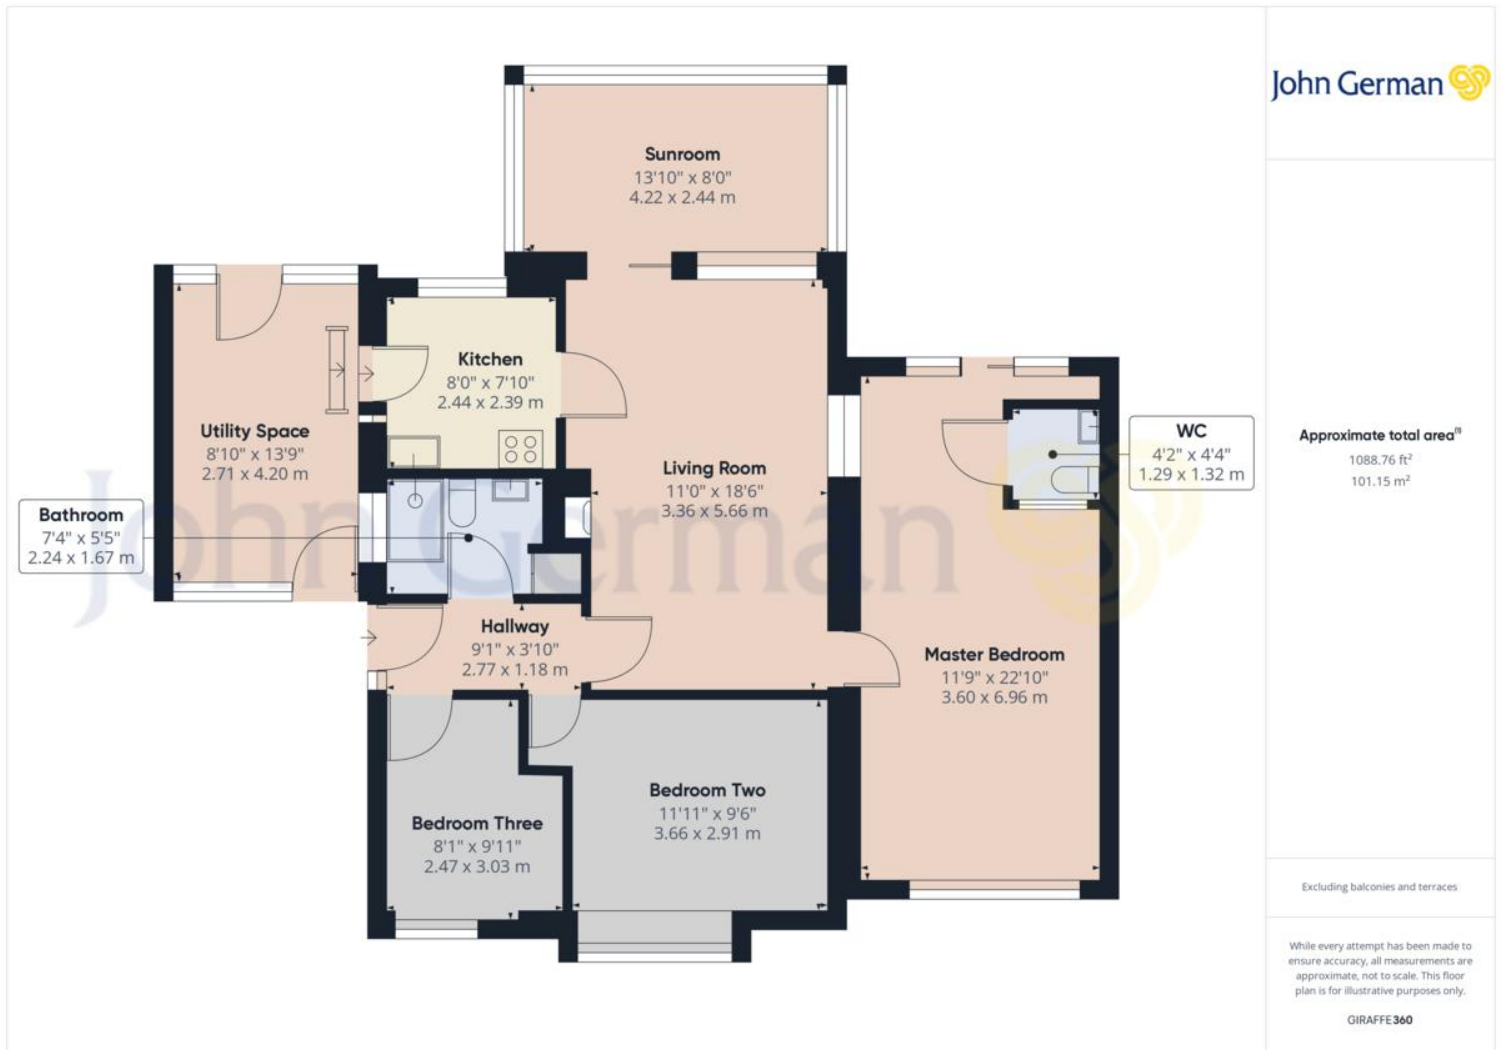 Sunroom
13'10" x 8'0"
4.22 x 2.44 m
Kitchen
8'0" x 7'10"
2.44 x 2.39 m
Utility Space
8'10" x 13'9"
2.71 x 4.20 m
Living Room
11'0" x 18'6"
3.36 x 5.66 m
WC
4'2" x 4'4"
1.29 x 1.32 m
Bathroom
7'4" x 5'5"
2.24 x 1.67 m
Hallway
9'1" x 3'10"
2.77 x 1.18 m
Master Bedroom
11'9" x 22'10"
3.60 x 6.96 m
Bedroom Two
11'11" x 9'6"
3.66 x 2.91 m
Bedroom Three
8'1" x 9'11"
2.47 x 3.03 m
John German
John German
Approximate total area⁽¹⁾
1088.76 ft²
101.15 m²
Excluding balconies and terraces
While every attempt has been made to
ensure accuracy, all measurements are
approximate, not to scale. This floor
plan is for illustrative purposes only.
GIRAFFE360